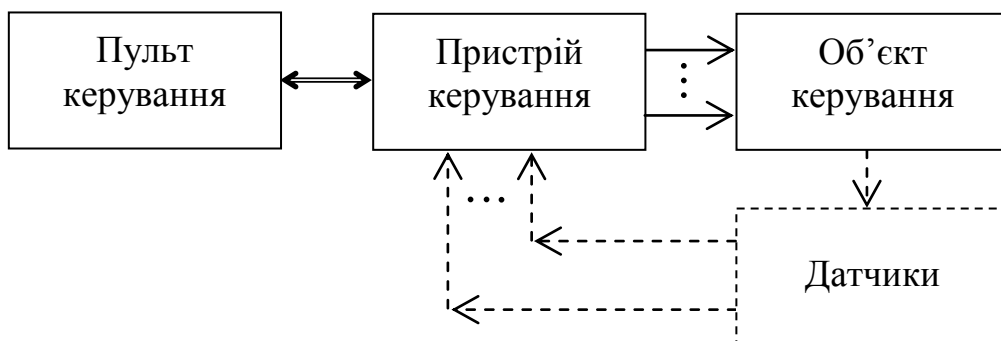 Пульт
керування
Пристрій
керування
Об’єкт
керування
Датчики